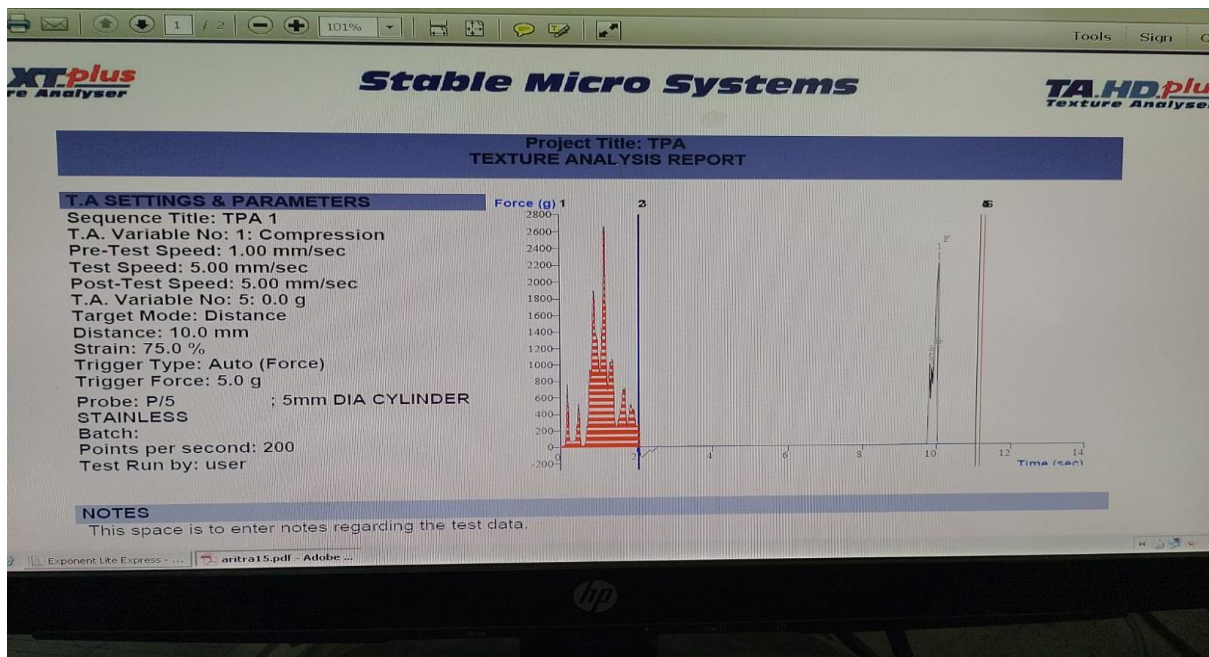 1 / 2 101%
Tools Sign
XT.plus
re Analyser
Stable Micro Systems
TA.HD.plu
Texture Analyse
Project Title: TPA
TEXTURE ANALYSIS REPORT
T.A SETTINGS & PARAMETERS
Sequence Title: TPA 1
T.A. Variable No: 1: Compression
Pre-Test Speed: 1.00 mm/sec
Test Speed: 5.00 mm/sec
Post-Test Speed: 5.00 mm/sec
T.A. Variable No: 5: 0.0 g
Target Mode: Distance
Distance: 10.0 mm
Strain: 75.0 %
Trigger Type: Auto (Force)
Trigger Force: 5.0 g
Probe: P/5 ; 5mm DIA CYLINDER
STAINLESS
Batch:
Points per second: 200
Test Run by: user
Force (g) 1
2800
2600
2400
2200
2000
1800
1600
1400
1200
1000
800
600
400
200
0
-200
0 2 4 6 8 10 12 14
Time (sec)
F
NOTES
This space is to enter notes regarding the test data.
Exponent Lite Express - ... aritra15.pdf - Adobe ...
hp